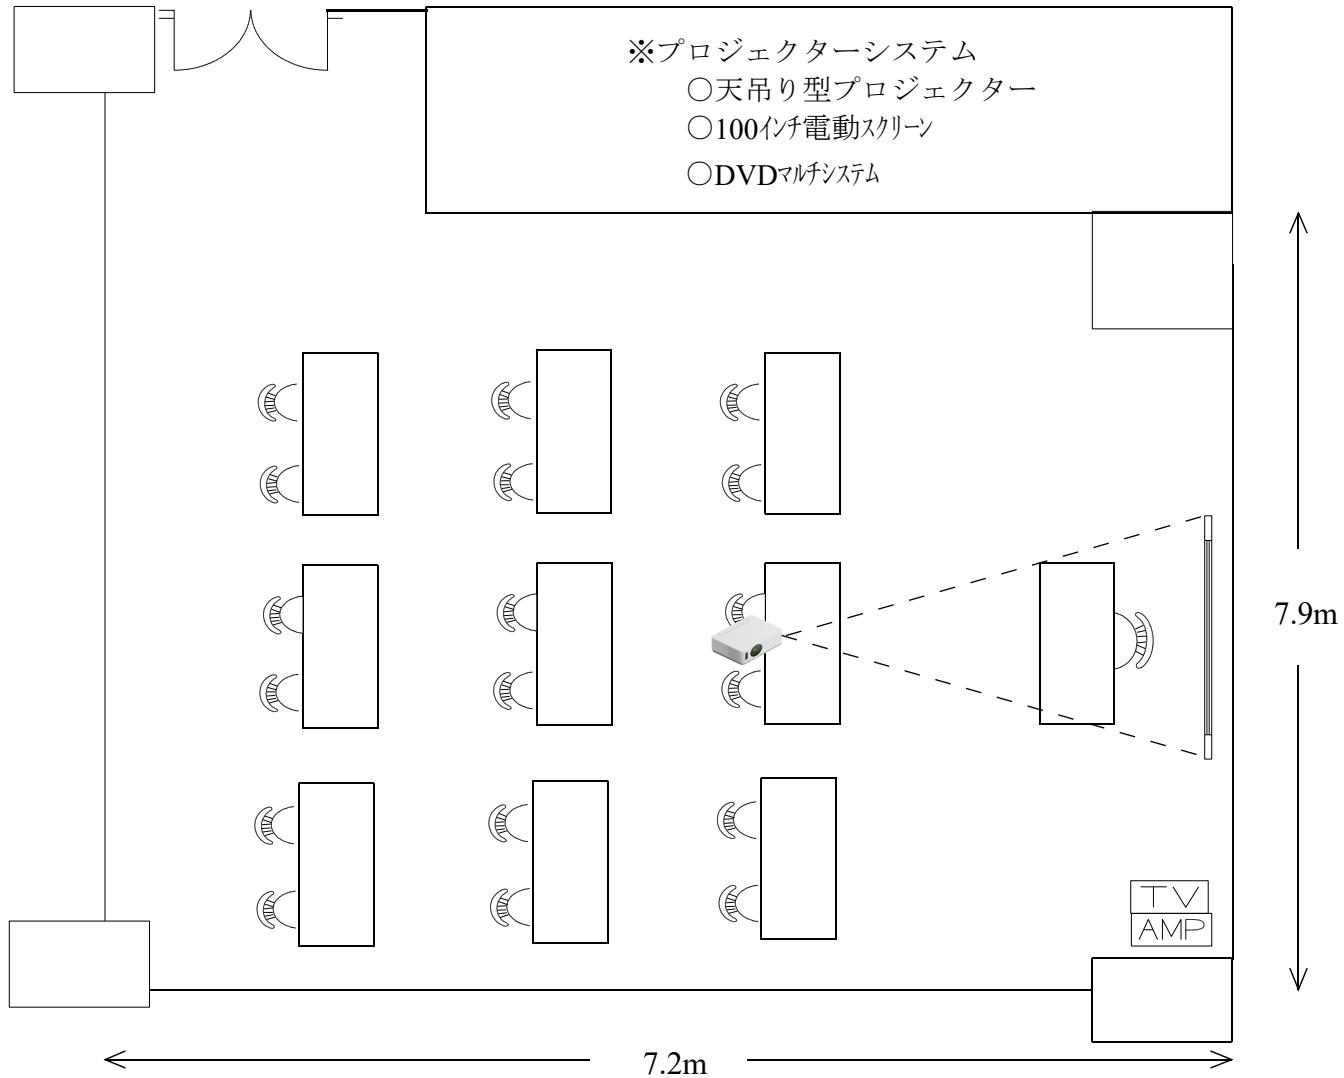 ※プロジェクターシステム
○天吊り型プロジェクター
○100インチ電動スクリーン
○DVDマルチシステム
7.9m
TV
AMP
7.2m